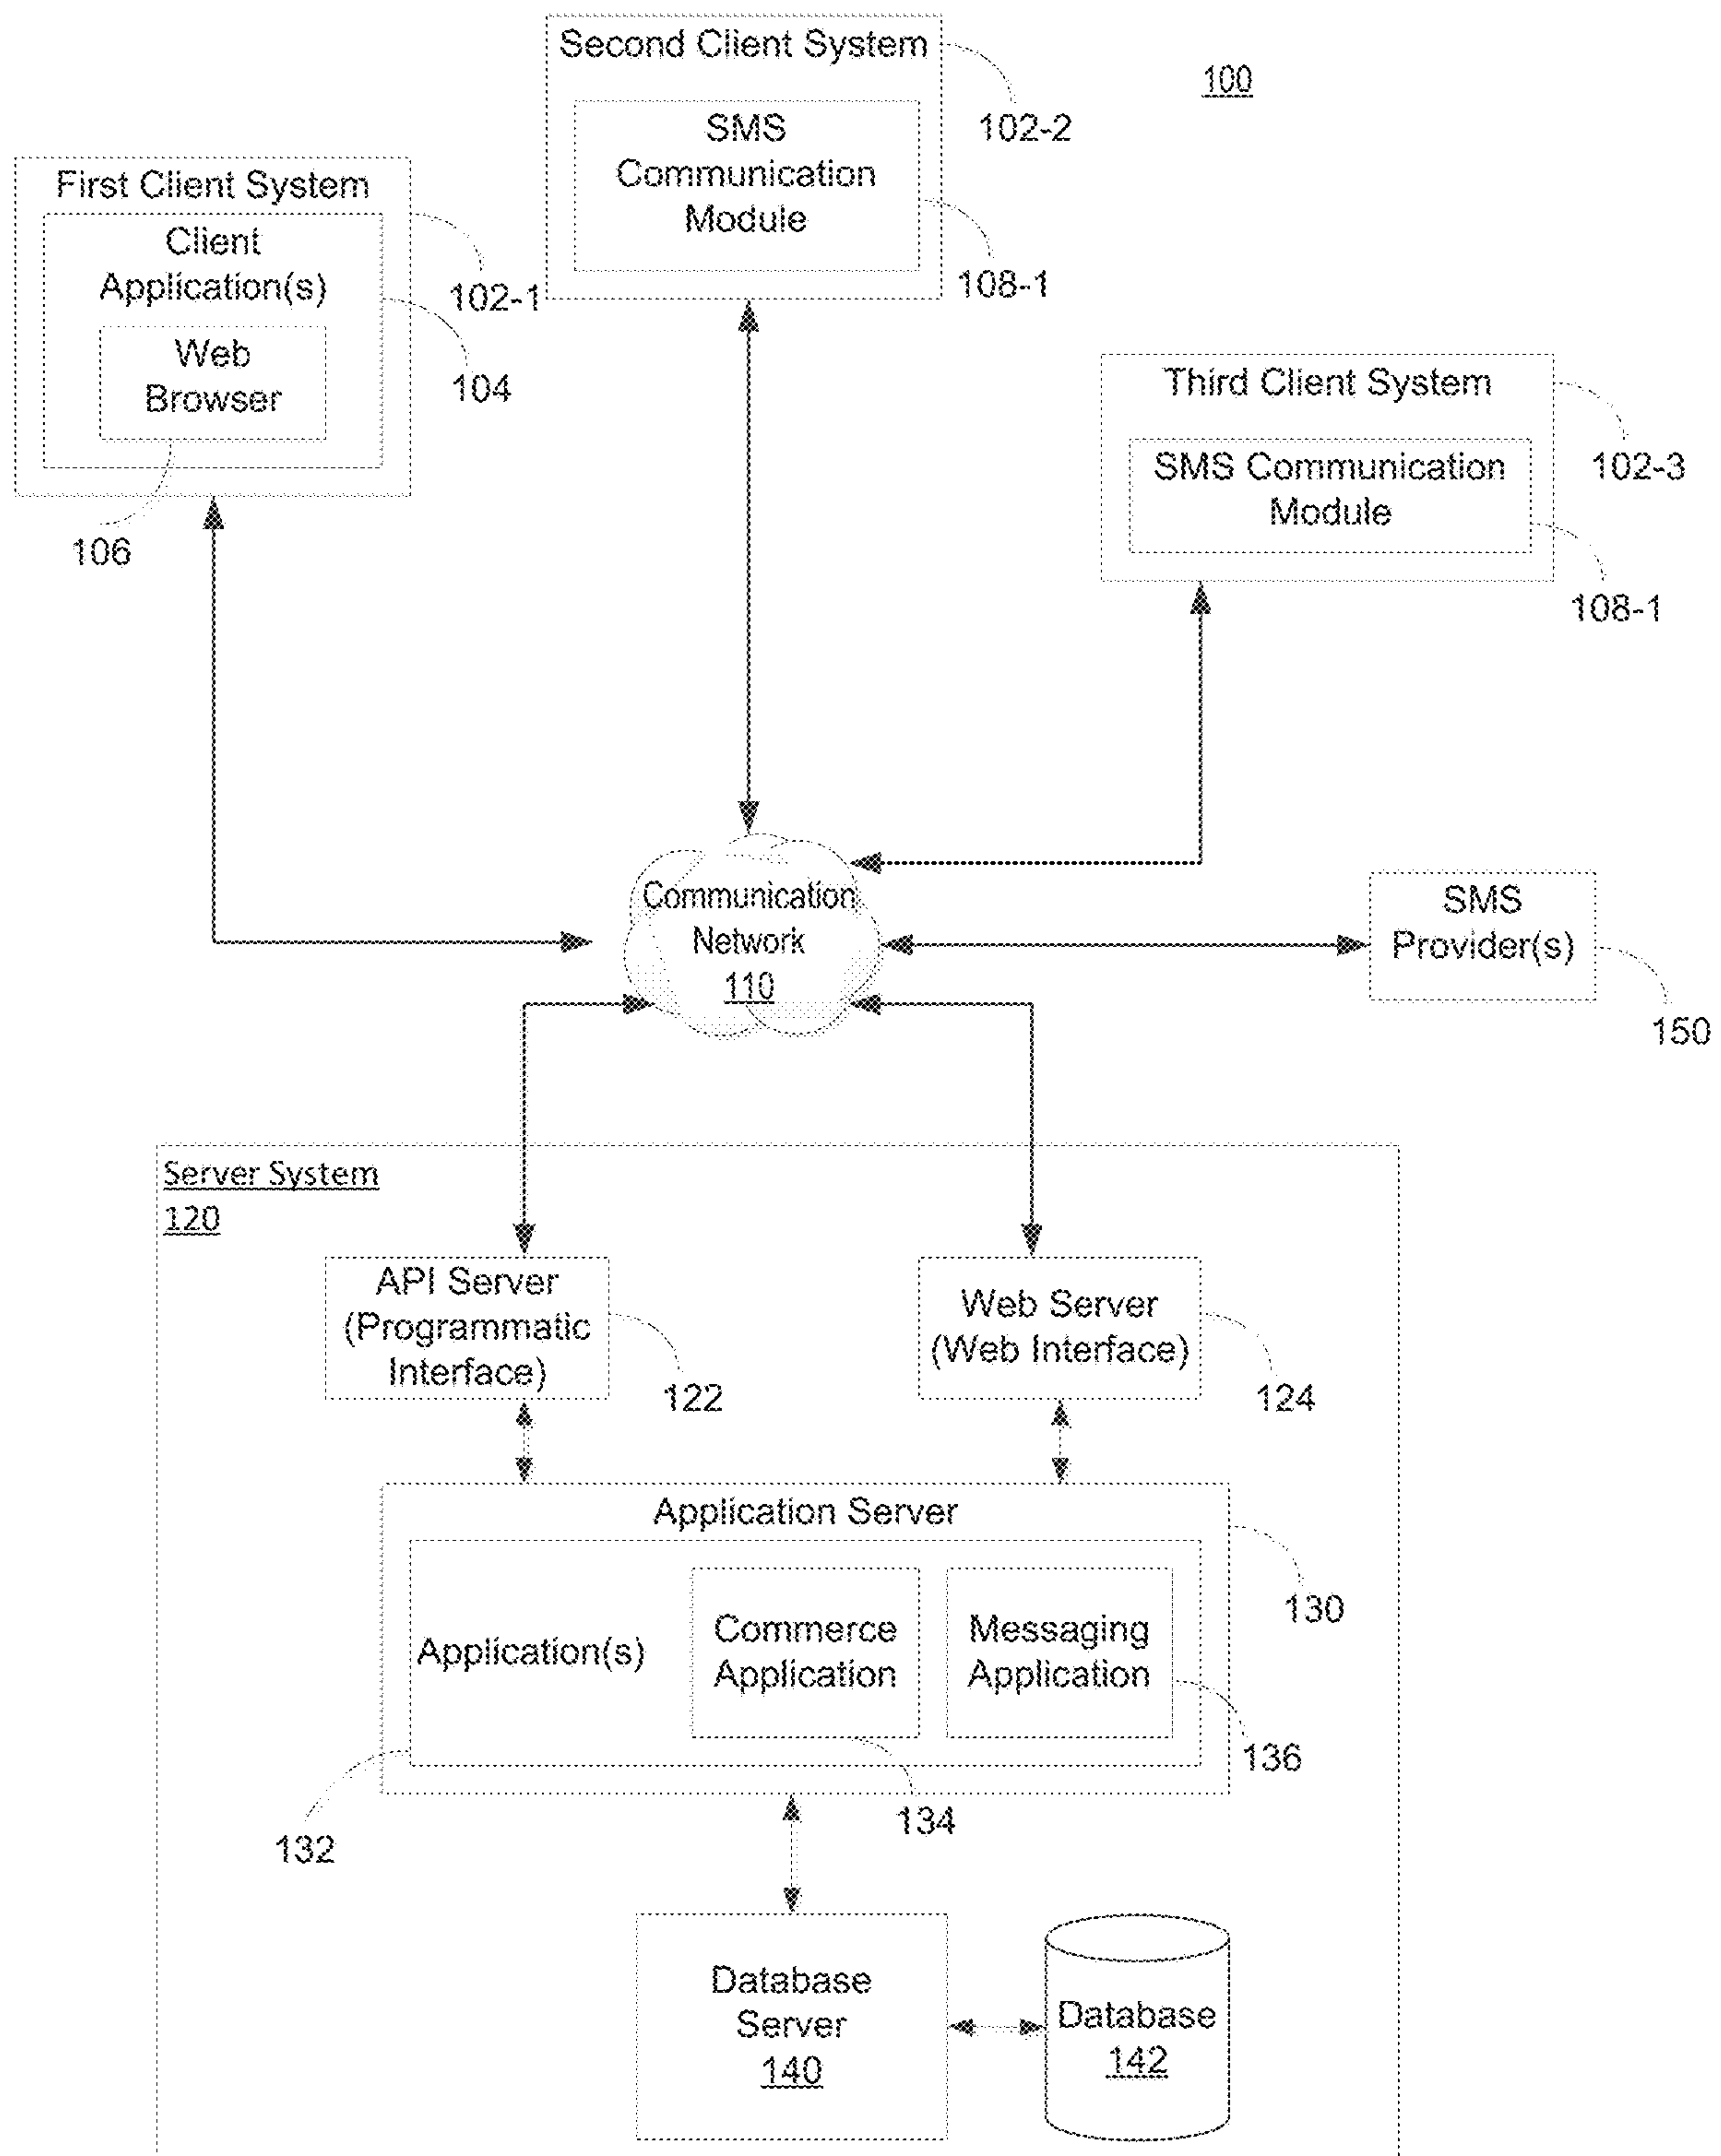 Second Client System
100
SMS
Communication
Module
102-2
108-1
First Client System
Client
Application(s)
Web
Browser
102-1
104
106
Third Client System
SMS Communication
Module
102-3
108-1
Communication
Network
110
SMS
Provider(s)
150
Server System
120
API Server
(Programmatic
Interface)
122
Web Server
(Web Interface)
124
Application Server
Application(s)
Commerce
Application
Messaging
Application
130
136
134
132
Database
Server
140
Database
142